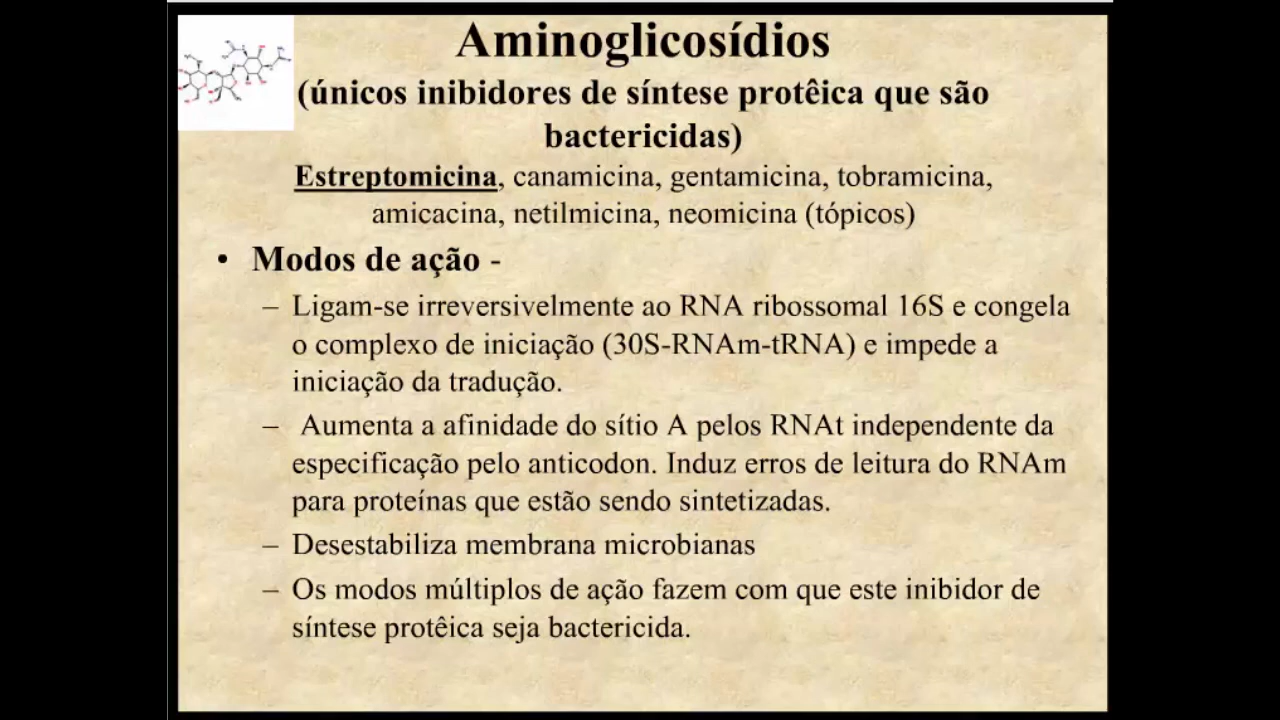 Aminoglicosídios
(únicos inibidores de síntese protêica que são
bactericidas)
Estreptomicina, canamicina, gentamicina, tobramicina,
amicacina, netilmicina, neomicina (tópicos)
• Modos de ação -
– Ligam-se irreversivelmente ao RNA ribossomal 16S e congela
o complexo de iniciação (30S-RNAm-tRNA) e impede a
iniciação da tradução.
– Aumenta a afinidade do sítio A pelos RNAt independente da
especificação pelo anticodon. Induz erros de leitura do RNAm
para proteínas que estão sendo sintetizadas.
– Desestabiliza membrana microbianas
– Os modos múltiplos de ação fazem com que este inibidor de
síntese protêica seja bactericida.